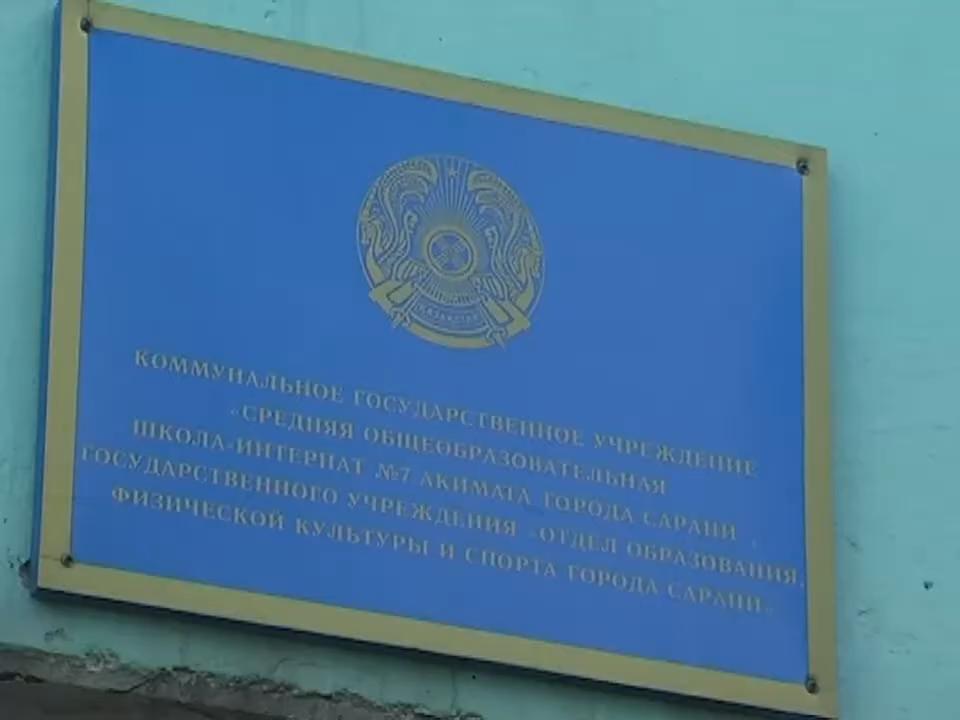 ҚАЗАҚСТАН
КОММУНАЛЬНОЕ ГОСУДАРСТВЕННОЕ УЧРЕЖДЕНИЕ
«СРЕДНЯЯ ОБЩЕОБРАЗОВАТЕЛЬНАЯ
ШКОЛА-ИНТЕРНАТ №7 АКИМАТА ГОРОДА САРАНИ»
ГОСУДАРСТВЕННОГО УЧРЕЖДЕНИЯ «ОТДЕЛ ОБРАЗОВАНИЯ,
ФИЗИЧЕСКОЙ КУЛЬТУРЫ И СПОРТА ГОРОДА САРАНИ»